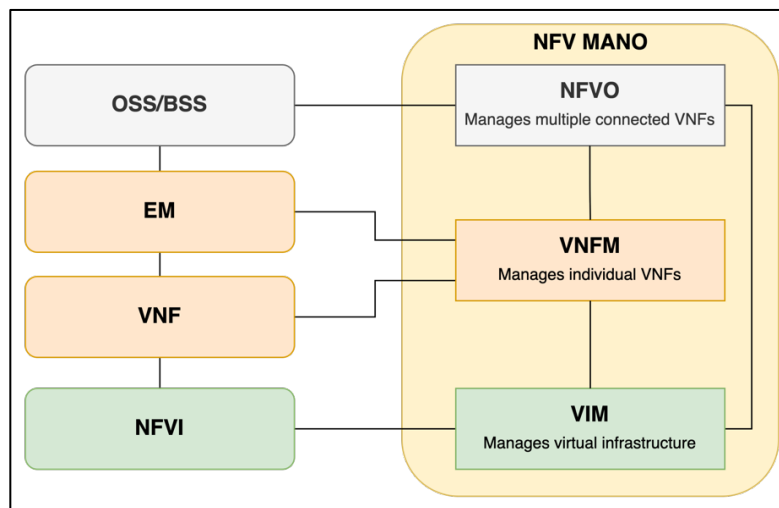 NFV MANO
OSS/BSS
NFVO
Manages multiple connected VNFs
EM
VNFM
Manages individual VNFs
VNF
NFVI
VIM
Manages virtual infrastructure